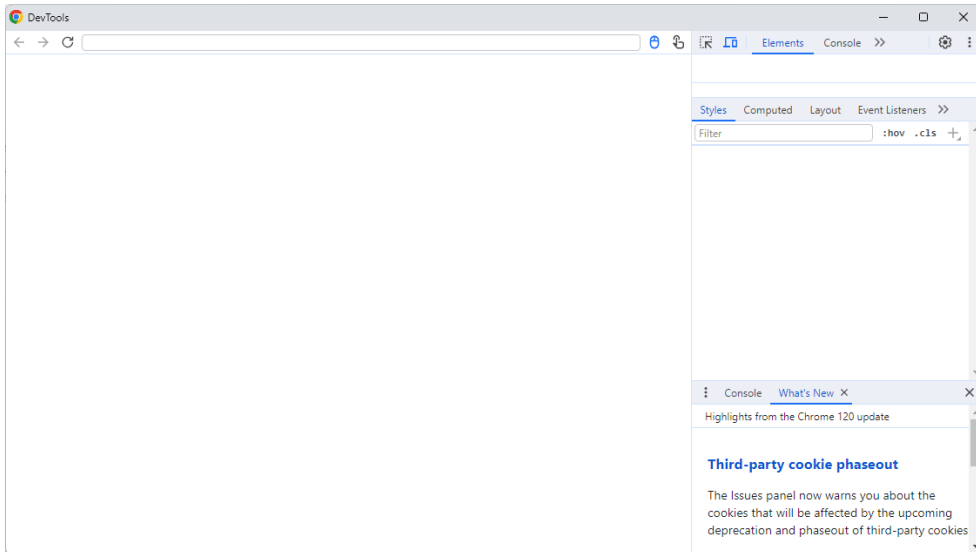 DevTools
Elements Console
Styles Computed Layout Event Listeners
Filter :hov .cls
Console What's New
Highlights from the Chrome 120 update
Third-party cookie phaseout
The Issues panel now warns you about the
cookies that will be affected by the upcoming
deprecation and phaseout of third-party cookies